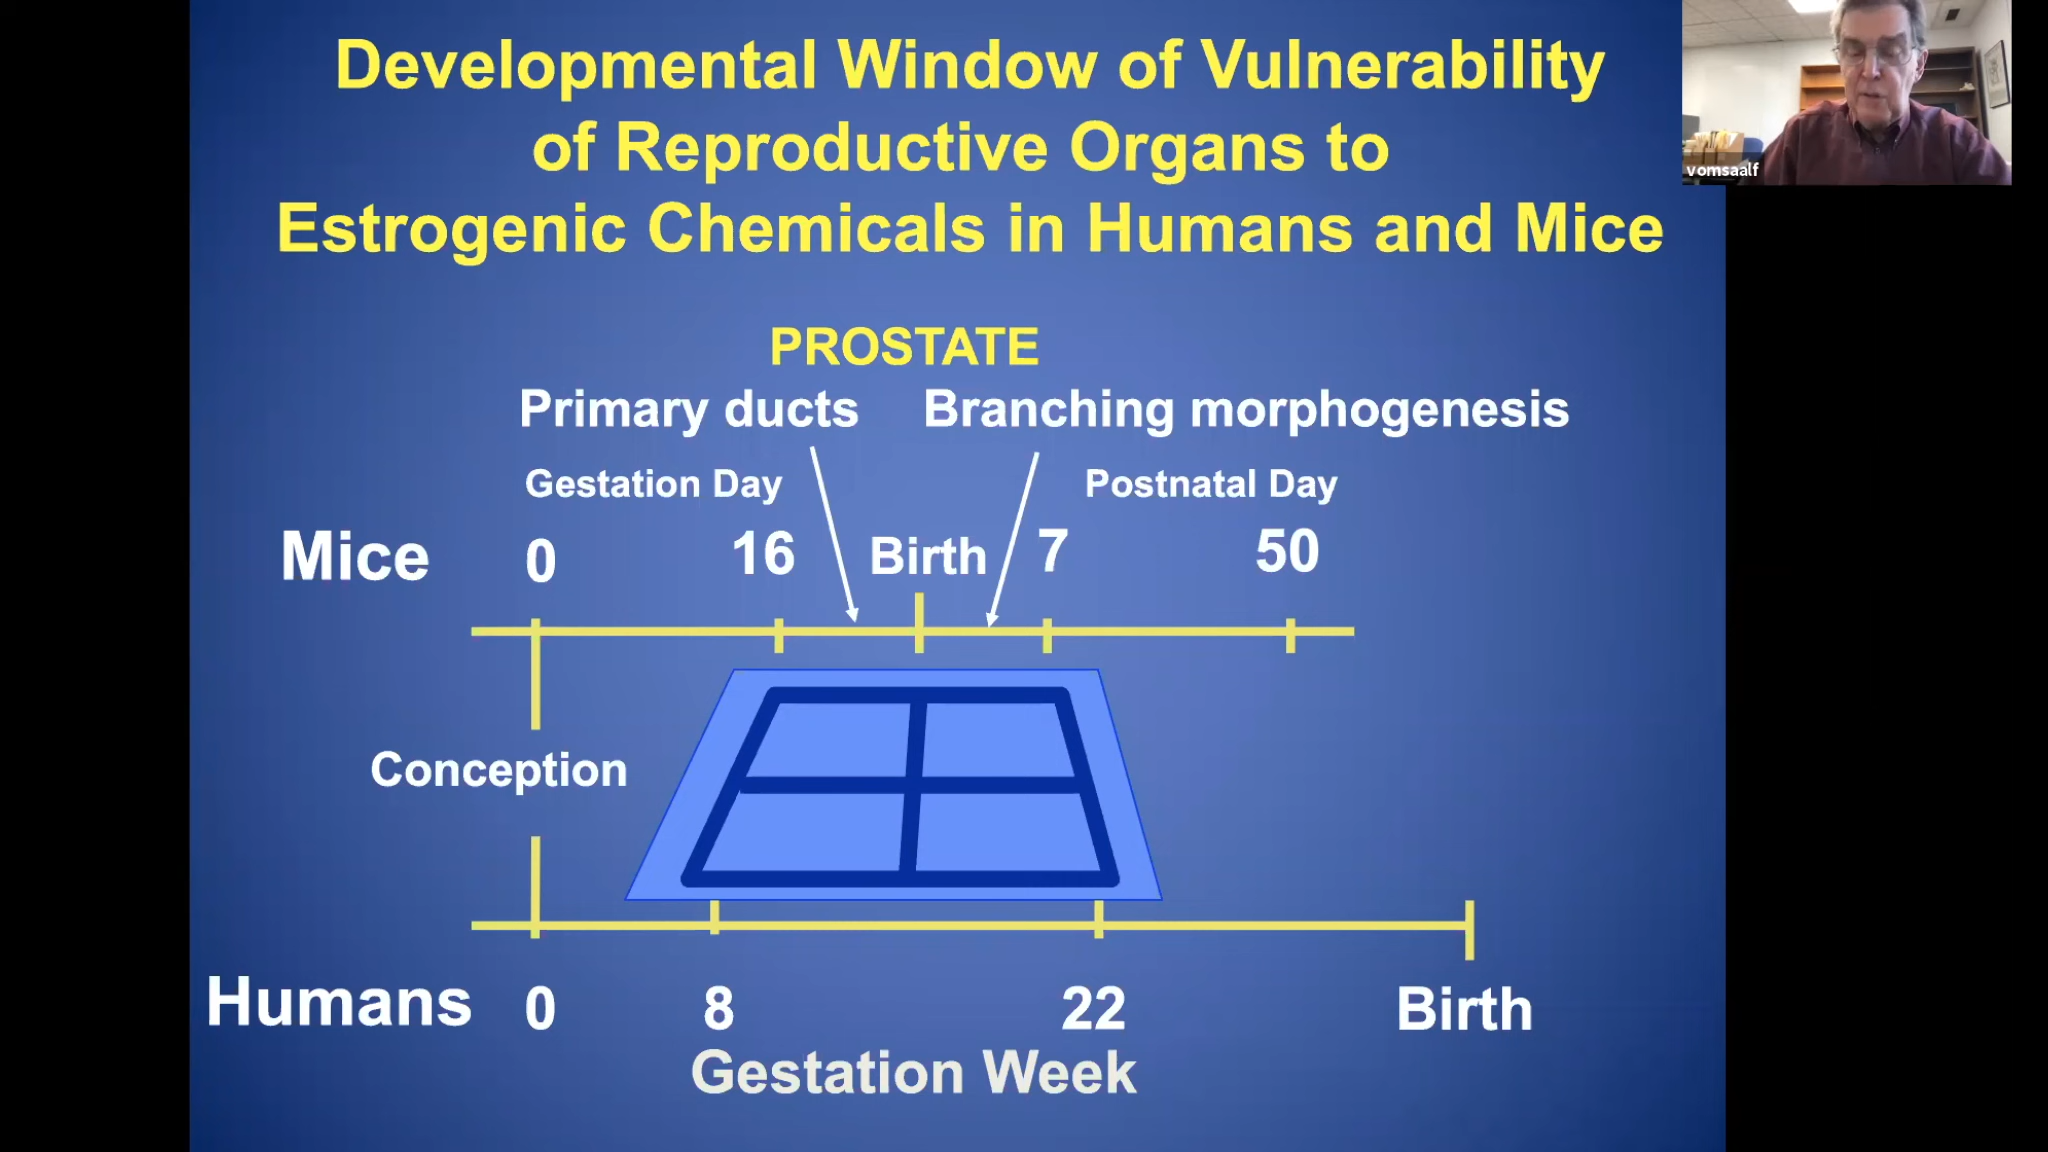 Developmental Window of Vulnerability
of Reproductive Organs to
Estrogenic Chemicals in Humans and Mice
vomsaalf
PROSTATE
Primary ducts Branching morphogenesis
Gestation Day Postnatal Day
Mice 0 16 Birth 7 50
Conception
Humans 0 8 22 Birth
Gestation Week